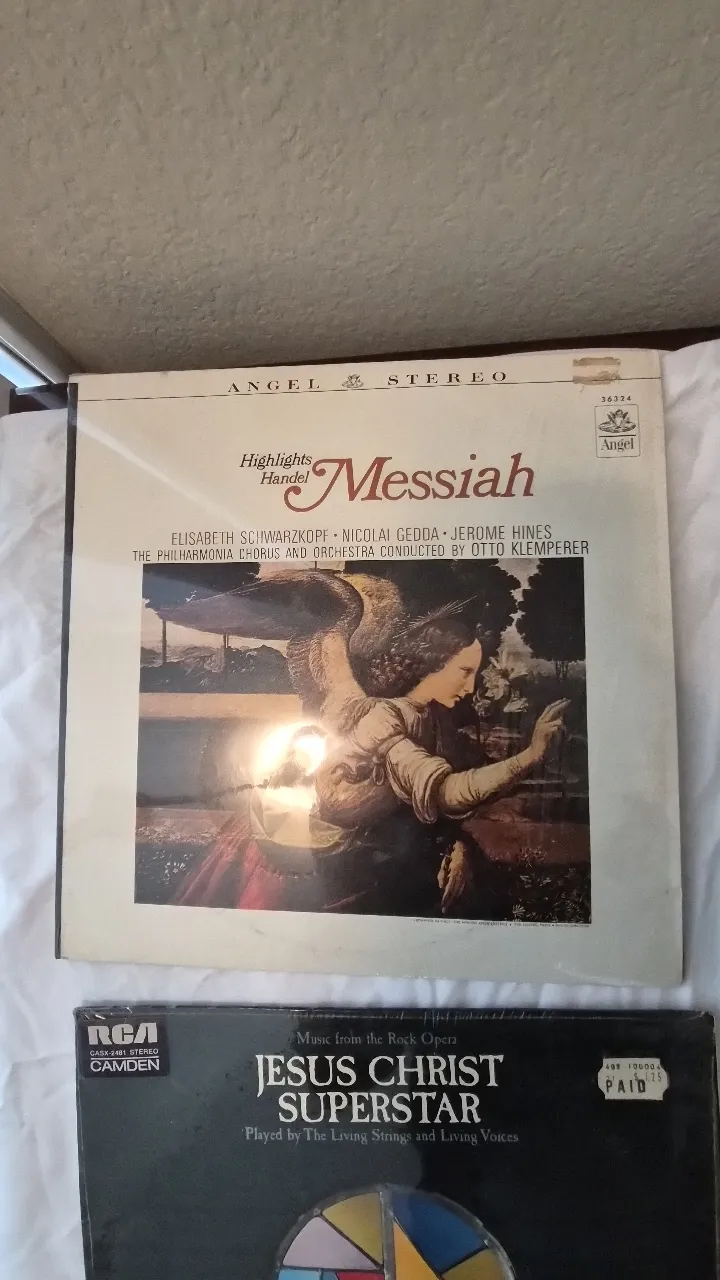 ANGEL STEREO
36324
Angel
Highlights
Handel Messiah
ELISABETH SCHWARZKOPF • NICOLAI GEDDA • JEROME HINES
THE PHILHARMONIA CHORUS AND ORCHESTRA CONDUCTED BY OTTO KLEMPERER
RCA
CASX-2481 STEREO
CAMDEN
Music from the Rock Opera
JESUS CHRIST
SUPERSTAR
Played by The Living Strings and Living Voices
PAID